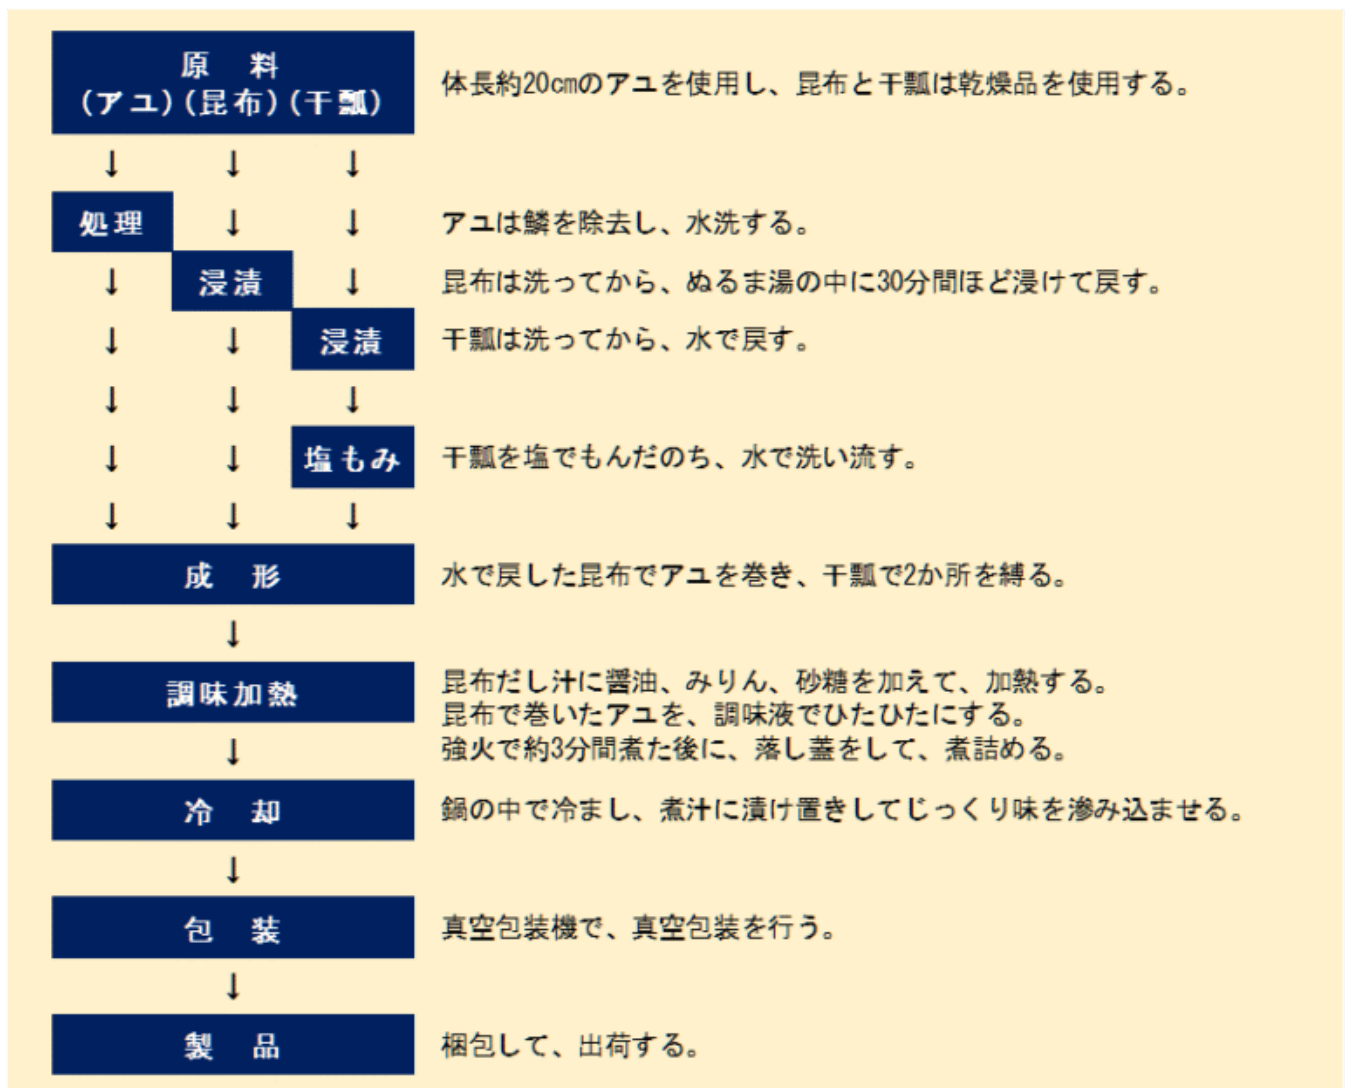 原 料
(アユ)(昆布)(干瓢)
体長約20cmのアユを使用し、昆布と干瓢は乾燥品を使用する。
↓ ↓ ↓
処理 ↓ ↓
アユは鱗を除去し、水洗する。
↓ 浸漬 ↓
昆布は洗ってから、ぬるま湯の中に30分間ほど浸けて戻す。
↓ ↓ 浸漬
干瓢は洗ってから、水で戻す。
↓ ↓ ↓
↓ ↓ 塩もみ
干瓢を塩でもんだのち、水で洗い流す。
↓ ↓ ↓
成 形
水で戻した昆布でアユを巻き、干瓢で2か所を縛る。
↓
調味加熱
昆布だし汁に醤油、みりん、砂糖を加えて、加熱する。
昆布で巻いたアユを、調味液でひたひたにする。
強火で約3分間煮た後に、落し蓋をして、煮詰める。
↓
冷 却
鍋の中で冷まし、煮汁に漬け置きしてじっくり味を滲み込ませる。
↓
包 装
真空包装機で、真空包装を行う。
↓
製 品
梱包して、出荷する。